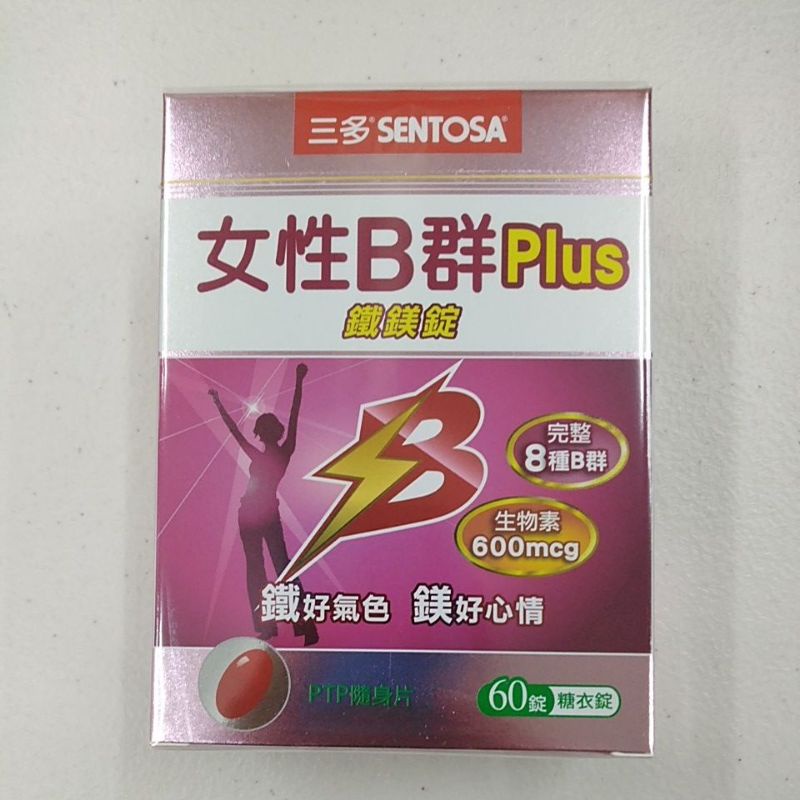 三多® SENTOSA®
女性B群Plus
鐵鎂錠
B
完整
8種B群
生物素
600mcg
鐵好氣色 鎂好心情
PTP隨身片
60錠 糖衣錠